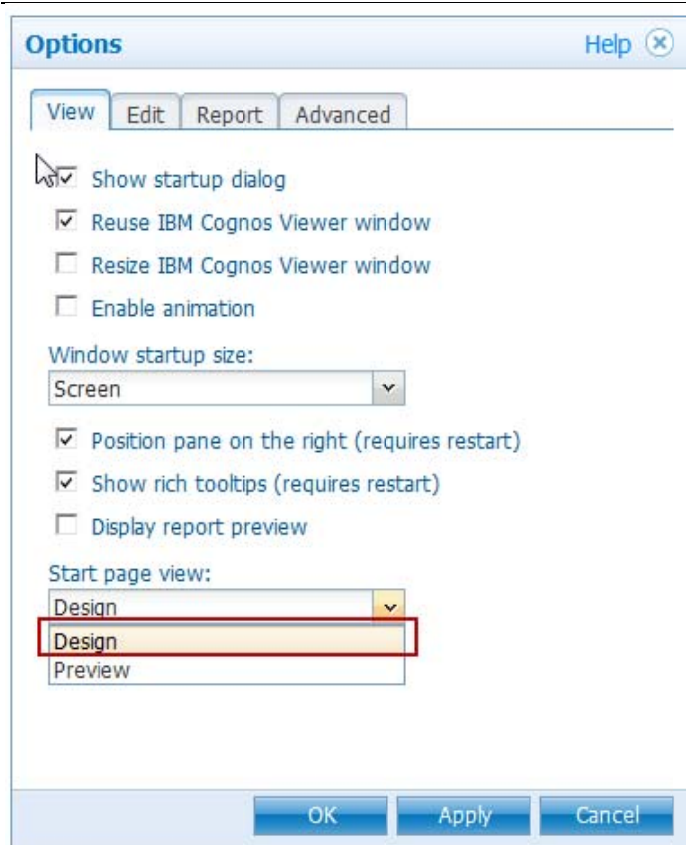 Options Help
View Edit Report Advanced
Show startup dialog
Reuse IBM Cognos Viewer window
Resize IBM Cognos Viewer window
Enable animation
Window startup size:
Screen
Position pane on the right (requires restart)
Show rich tooltips (requires restart)
Display report preview
Start page view:
Design
Design
Preview
OK Apply Cancel